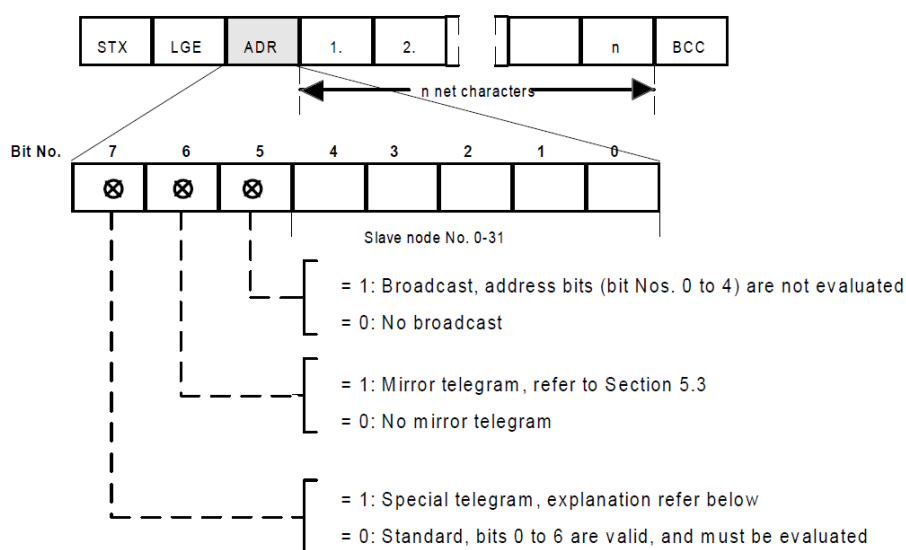 STX LGE ADR 1. 2. n BCC
n net characters
Bit No. 7 6 5 4 3 2 1 0
Slave node No. 0-31
= 1: Broadcast, address bits (bit Nos. 0 to 4) are not evaluated
= 0: No broadcast
= 1: Mirror telegram, refer to Section 5.3
= 0: No mirror telegram
= 1: Special telegram, explanation refer below
= 0: Standard, bits 0 to 6 are valid, and must be evaluated